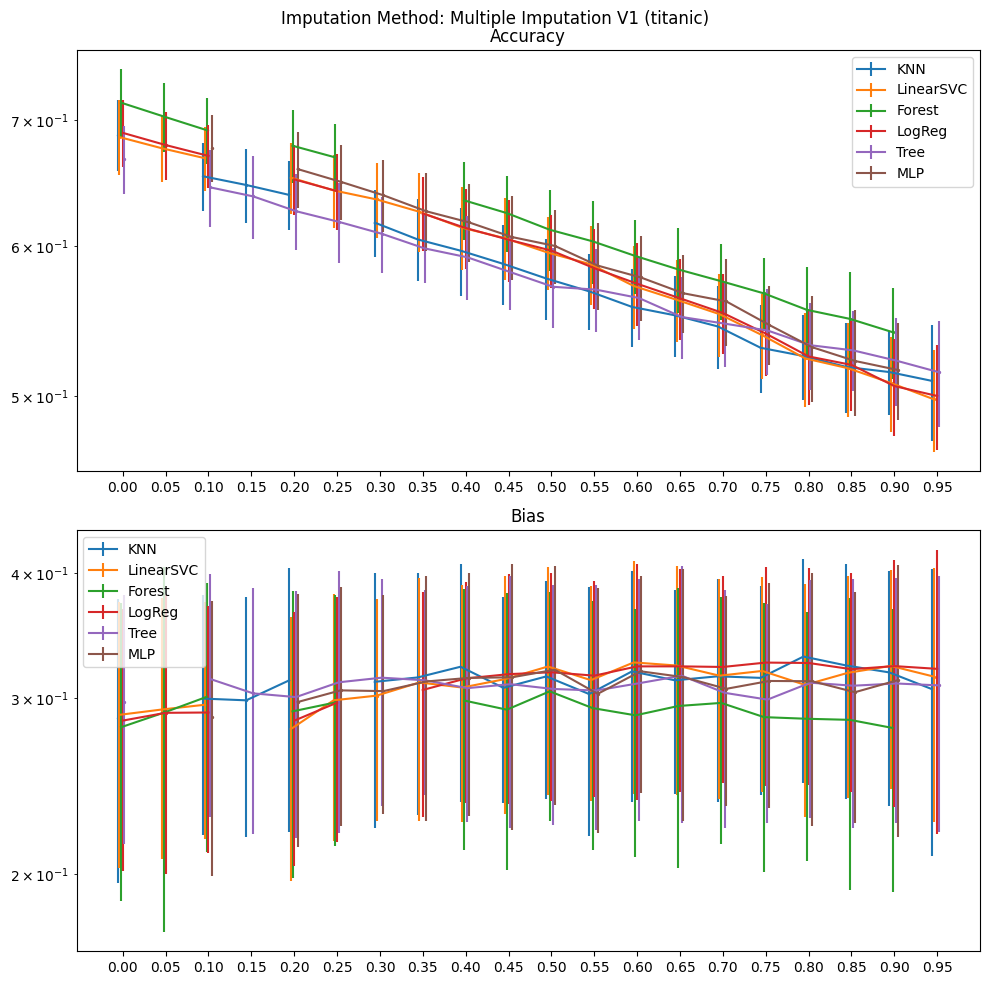 Imputation Method: Multiple Imputation V1 (titanic)
Accuracy
KNN
LinearSVC
Forest
LogReg
Tree
MLP
7 × 10⁻¹
6 × 10⁻¹
5 × 10⁻¹
0.00 0.05 0.10 0.15 0.20 0.25 0.30 0.35 0.40 0.45 0.50 0.55 0.60 0.65 0.70 0.75 0.80 0.85 0.90 0.95
Bias
KNN
LinearSVC
Forest
LogReg
Tree
MLP
4 × 10⁻¹
3 × 10⁻¹
2 × 10⁻¹
0.00 0.05 0.10 0.15 0.20 0.25 0.30 0.35 0.40 0.45 0.50 0.55 0.60 0.65 0.70 0.75 0.80 0.85 0.90 0.95